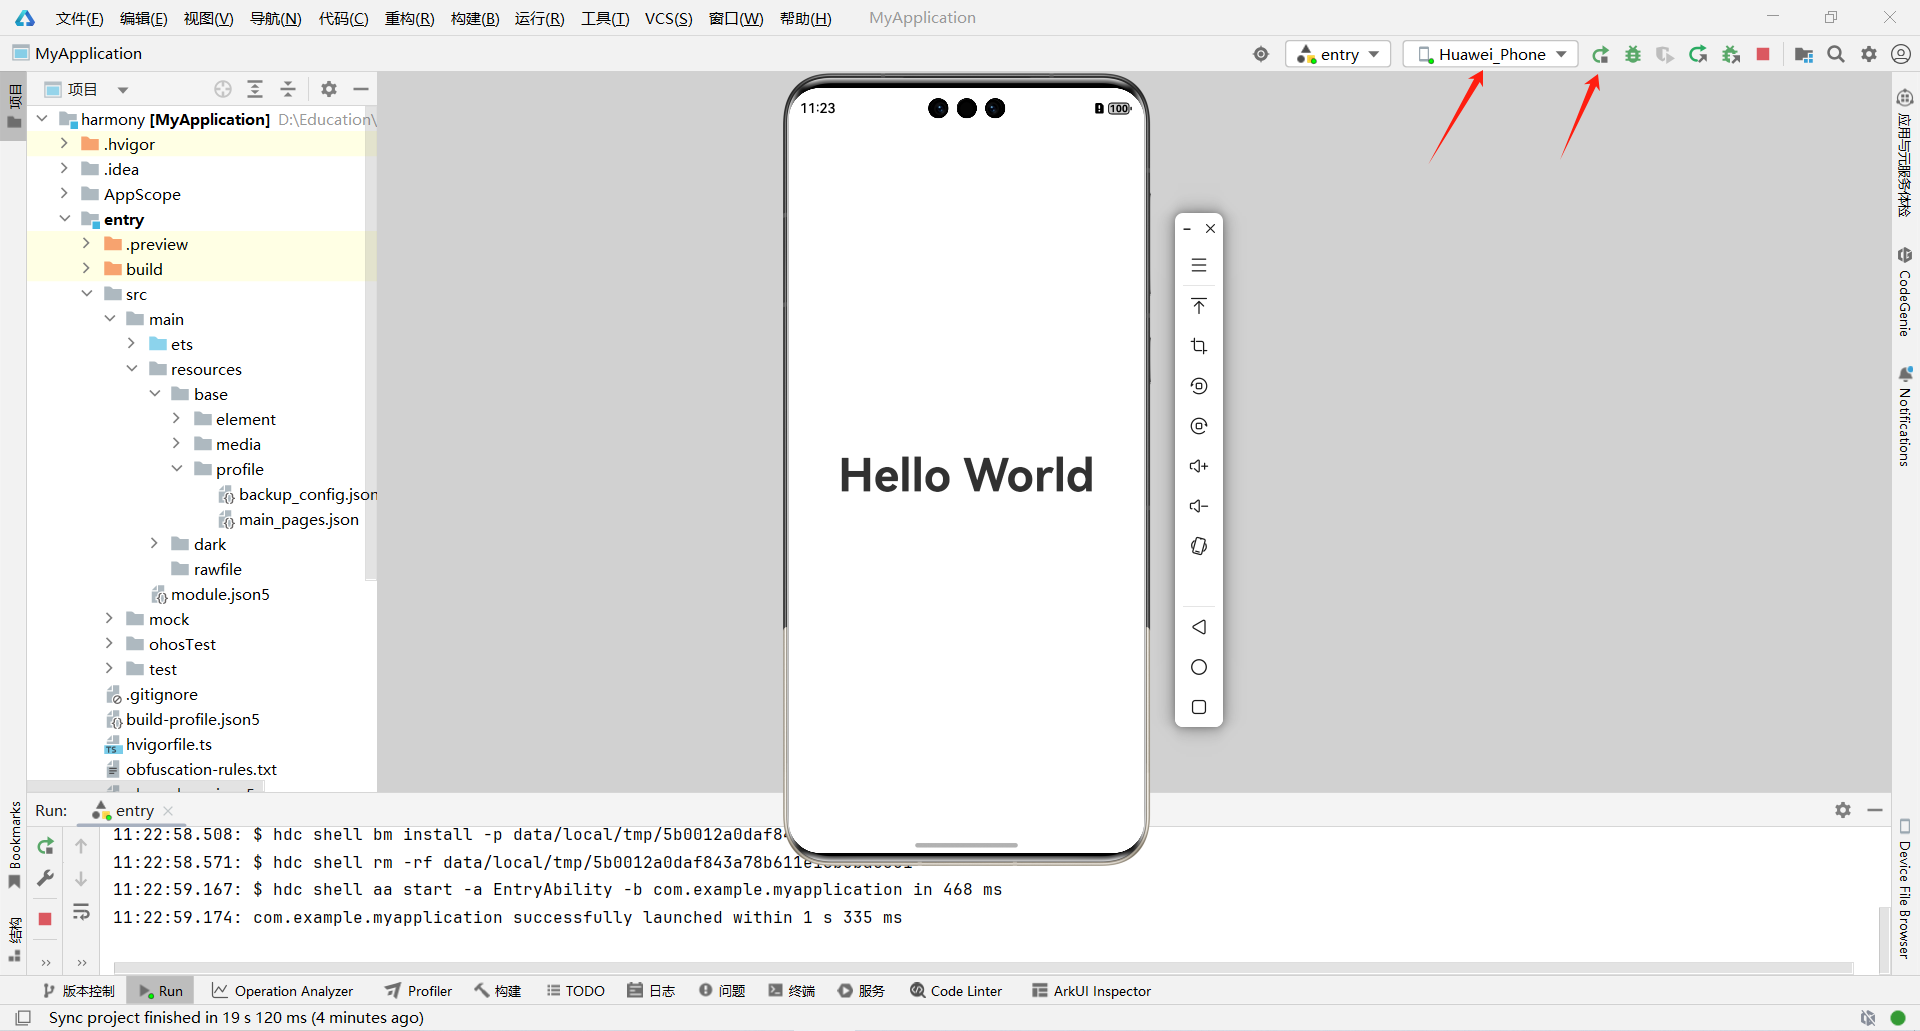 文件(F) 编辑(E) 视图(V) 导航(N) 代码(C) 重构(R) 构建(B) 运行(R) 工具(T) VCS(S) 窗口(W) 帮助(H) MyApplication
MyApplication
entry
Huawei_Phone
项目
项目
harmony [MyApplication] D:\Education\
.hvigor
.idea
AppScope
entry
.preview
build
src
main
ets
resources
base
element
media
profile
backup_config.json
main_pages.json
dark
rawfile
module.json5
mock
ohosTest
test
.gitignore
build-profile.json5
hvigorfile.ts
obfuscation-rules.txt
11:23
100
Hello World
应用与元服务体检
CodeGenie
Notifications
Device File Browser
Bookmarks
结构
Run: entry
11:22:58.508: $ hdc shell bm install -p data/local/tmp/5b0012a0daf84
11:22:58.571: $ hdc shell rm -rf data/local/tmp/5b0012a0daf843a78b611e
11:22:59.167: $ hdc shell aa start -a EntryAbility -b com.example.myapplication in 468 ms
11:22:59.174: com.example.myapplication successfully launched within 1 s 335 ms
版本控制 Run Operation Analyzer Profiler 构建 TODO 日志 问题 终端 服务 Code Linter ArkUI Inspector
Sync project finished in 19 s 120 ms (4 minutes ago)